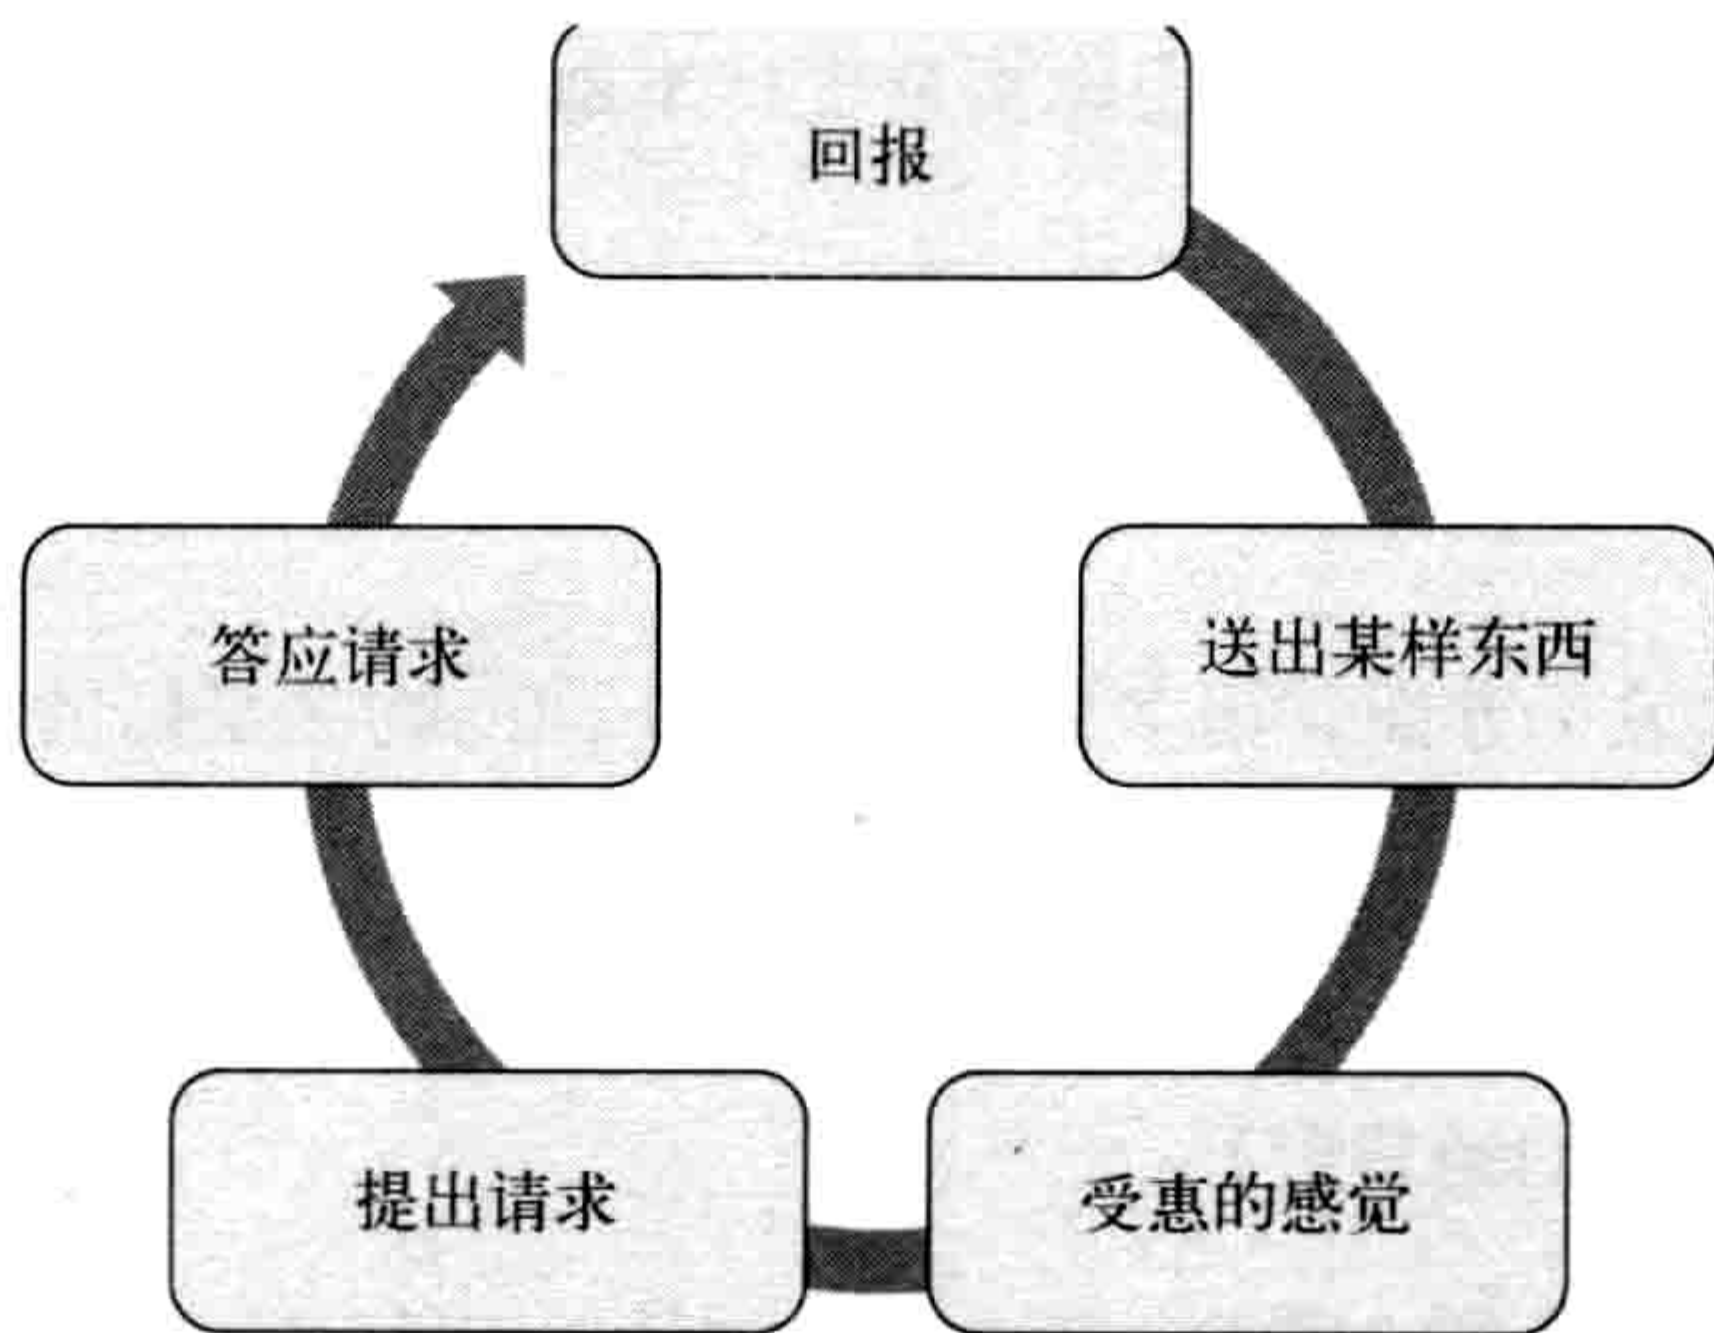 回报
送出某样东西
受惠的感觉
提出请求
答应请求